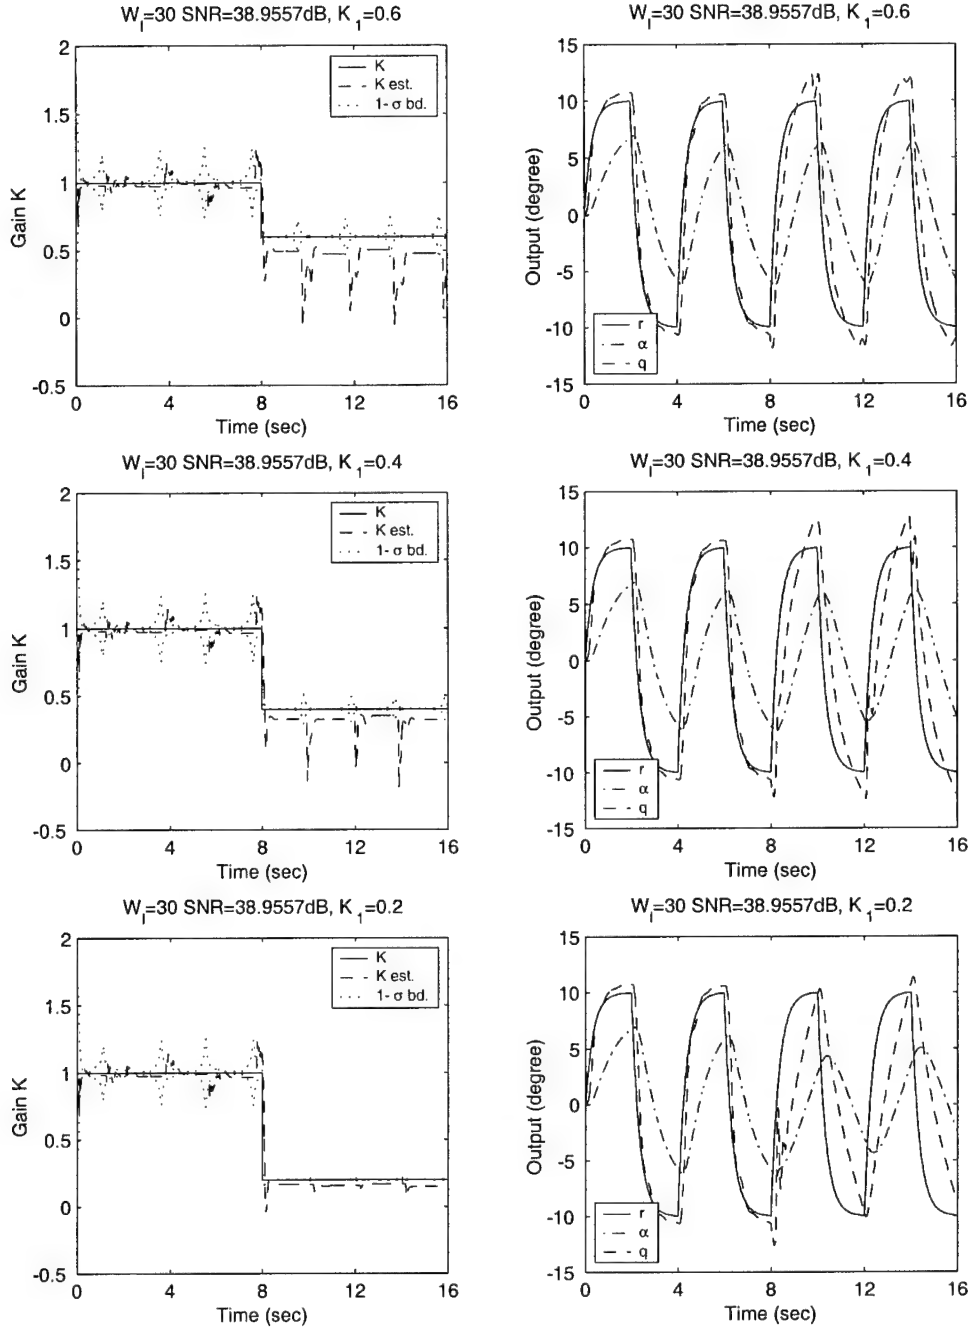 W_I=30 SNR=38.9557dB, K_1=0.6
2
1.5
1
0.5
0
-0.5
Gain K
K
K est.
1- σ bd.
0 4 8 12 16
Time (sec)
W_I=30 SNR=38.9557dB, K_1=0.6
15
10
5
0
-5
-10
-15
Output (degree)
r
α
q
0 4 8 12 16
Time (sec)
W_I=30 SNR=38.9557dB, K_1=0.4
2
1.5
1
0.5
0
-0.5
Gain K
K
K est.
1- σ bd.
0 4 8 12 16
Time (sec)
W_I=30 SNR=38.9557dB, K_1=0.4
15
10
5
0
-5
-10
-15
Output (degree)
r
α
q
0 4 8 12 16
Time (sec)
W_I=30 SNR=38.9557dB, K_1=0.2
2
1.5
1
0.5
0
-0.5
Gain K
K
K est.
1- σ bd.
0 4 8 12 16
Time (sec)
W_I=30 SNR=38.9557dB, K_1=0.2
15
10
5
0
-5
-10
-15
Output (degree)
r
α
q
0 4 8 12 16
Time (sec)